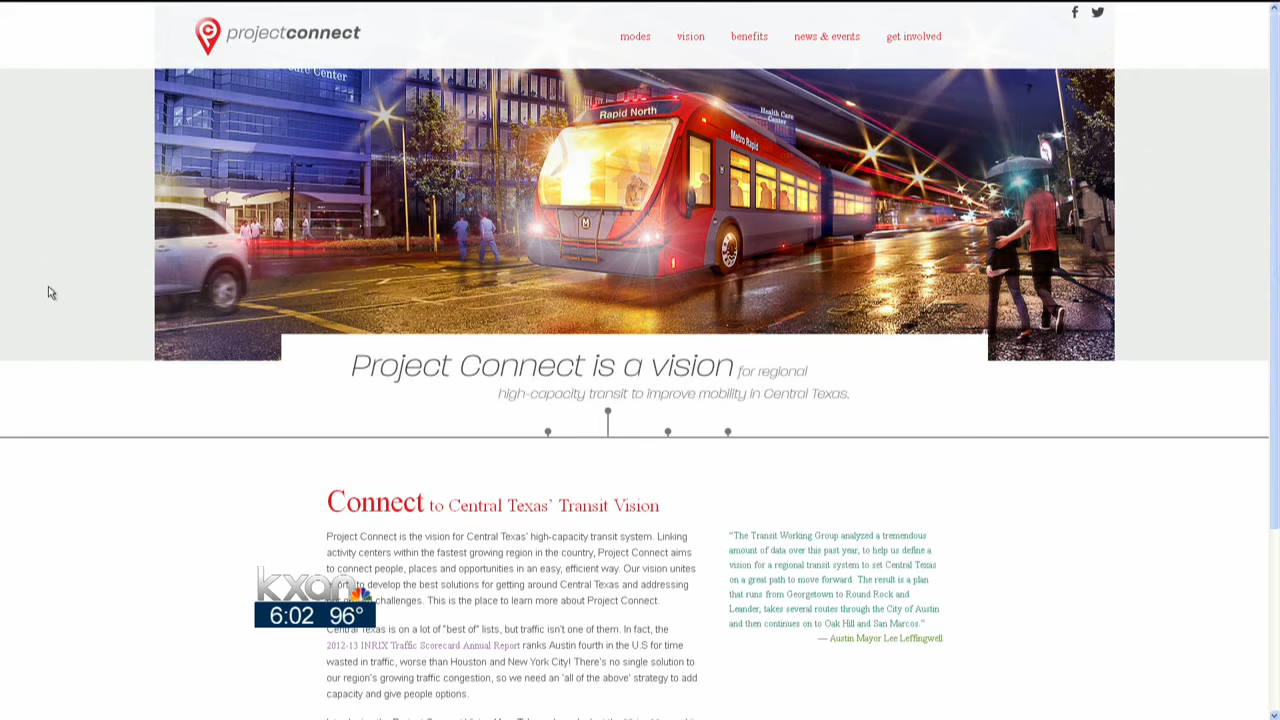 projectconnect
modes vision benefits news & events get involved
Care Center
Health Care
Center
Rapid North
Metro Rapid
Project Connect is a vision for regional
high-capacity transit to improve mobility in Central Texas.
Connect to Central Texas' Transit Vision
Project Connect is the vision for Central Texas' high-capacity transit system. Linking
activity centers within the fastest growing region in the country, Project Connect aims
to connect people, places and opportunities in an easy, efficient way. Our vision unites
to develop the best solutions for getting around Central Texas and addressing
challenges. This is the place to learn more about Project Connect.
Central Texas is on a lot of "best of" lists, but traffic isn't one of them. In fact, the
2012-13 INRIX Traffic Scorecard Annual Report ranks Austin fourth in the U.S for time
wasted in traffic, worse than Houston and New York City! There's no single solution to
our region's growing traffic congestion, so we need an 'all of the above' strategy to add
capacity and give people options.
"The Transit Working Group analyzed a tremendous
amount of data over this past year, to help us define a
vision for a regional transit system to set Central Texas
on a great path to move forward. The result is a plan
that runs from Georgetown to Round Rock and
Leander, takes several routes through the City of Austin
and then continues on to Oak Hill and San Marcos."
— Austin Mayor Lee Leffingwell
kxan
6:02 96°